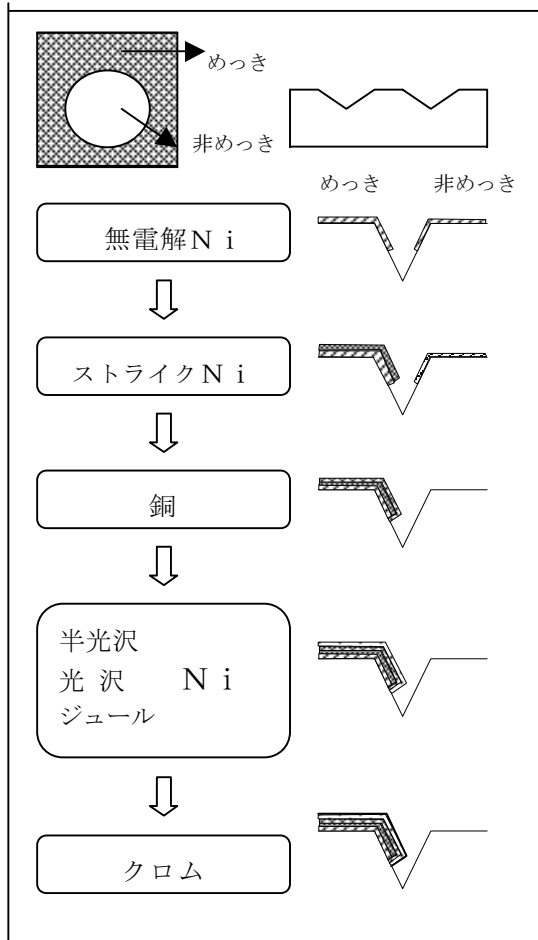 めっき
非めっき
めっき 非めっき
無電解Ｎｉ
ストライクＮｉ
銅
半光沢
光 沢 Ｎｉ
ジュール
クロム